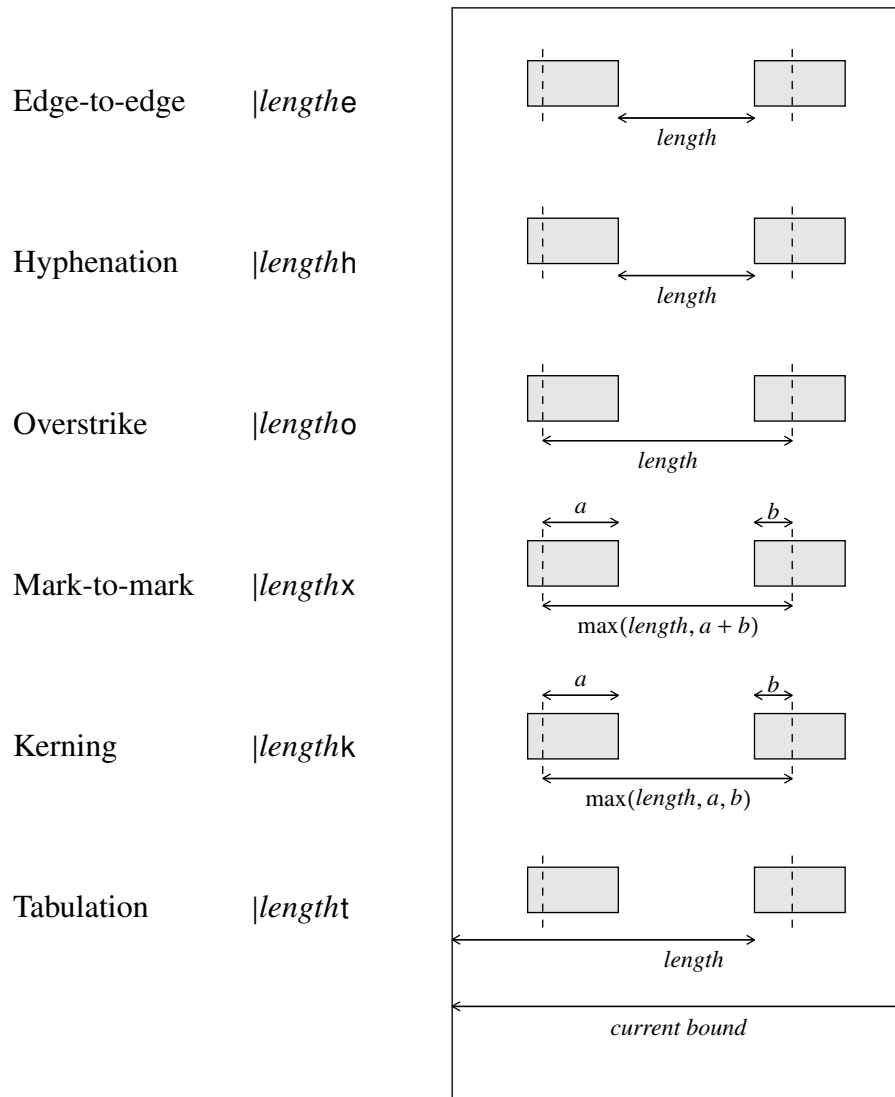 Edge-to-edge |lengthe
length
Hyphenation |lengthh
length
Overstrike |lengtho
length
a b
Mark-to-mark |lengthx
max(length, a + b)
a b
Kerning |lengthk
max(length, a, b)
Tabulation |lengtht
length
current bound